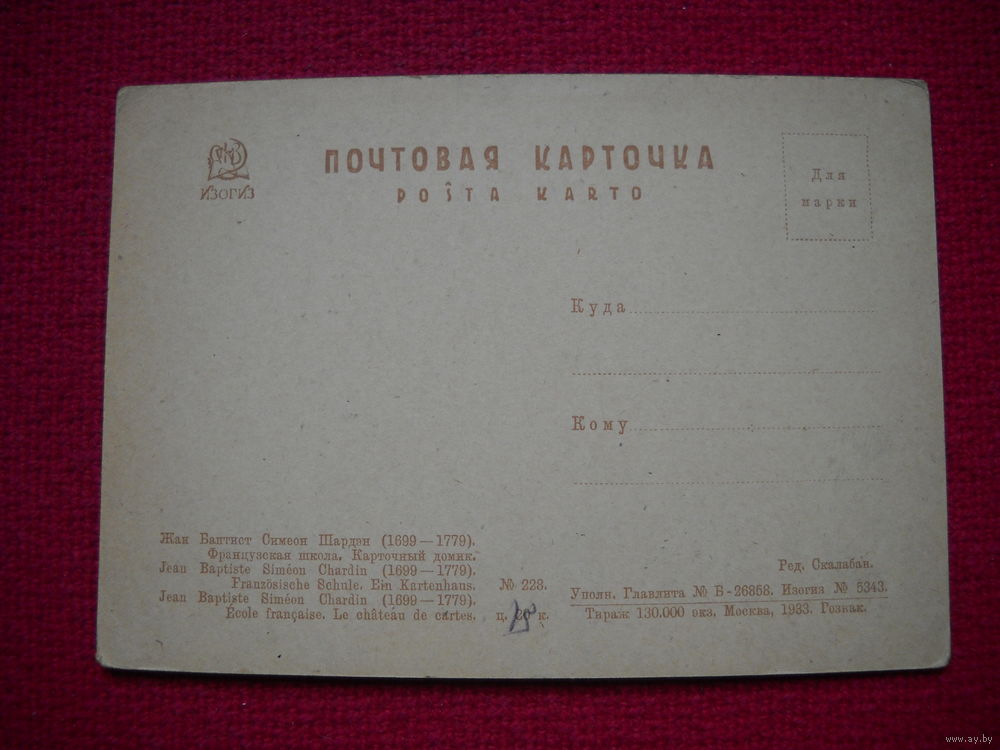 ИЗОГИЗ
ПОЧТОВАЯ КАРТОЧКА
POŜTA KARTO
Для
марки
Куда
Кому
Жан Баптист Симеон Шардэн (1699—1779).
Французская школа. Карточный домик.
Jean Baptiste Siméon Chardin (1699—1779).
Französische Schule. Ein Kartenhaus.
Jean Baptiste Siméon Chardin (1699—1779).
École française. Le château de cartes.
№ 228.
ц. к.
Ред. Скалабан.
Уполн. Главлита № Б-26858. Изогиз № 5343.
Тираж 130.000 экз. Москва, 1933. Гознак.
www.ay.by